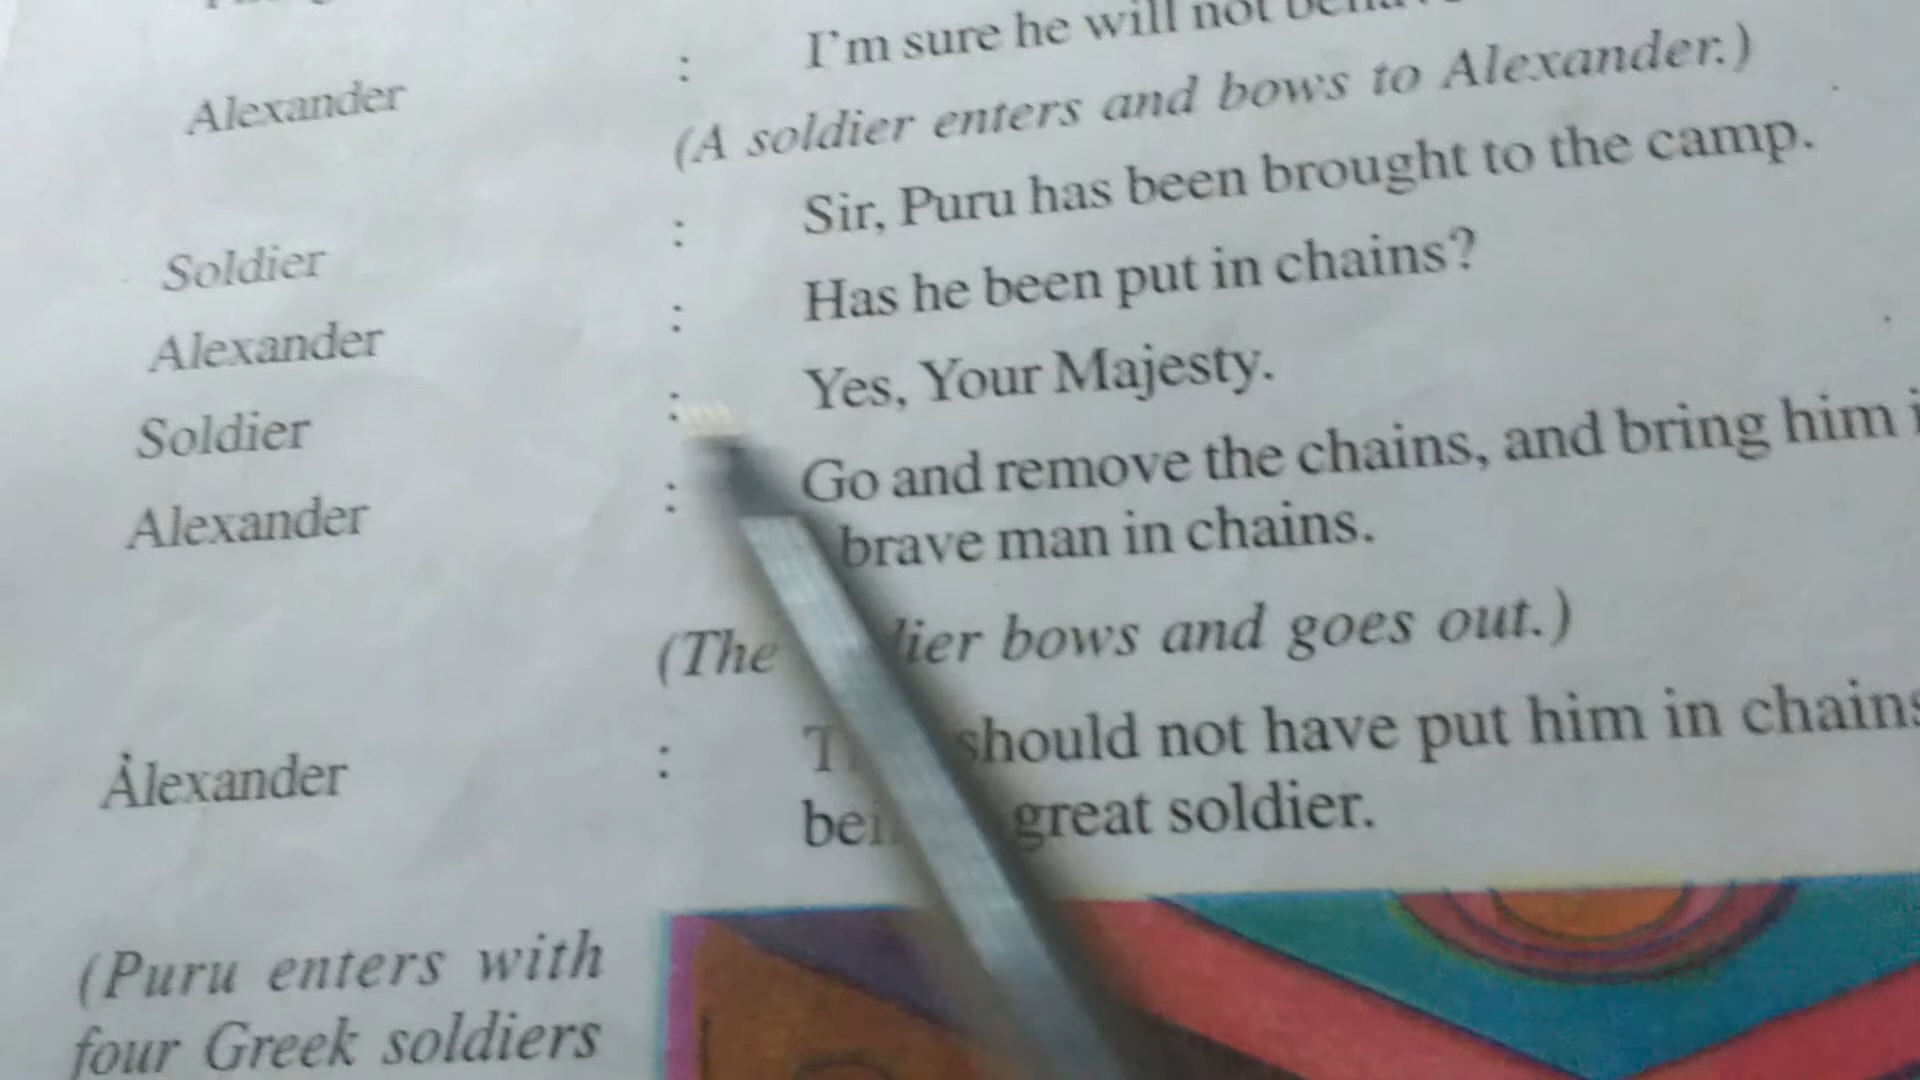 I'm sure he will not
Alexander :
(A soldier enters and bows to Alexander.)
Soldier : Sir, Puru has been brought to the camp.
Alexander : Has he been put in chains?
Soldier : Yes, Your Majesty.
Alexander : Go and remove the chains, and bring him
brave man in chains.
(The bows and goes out.)
Alexander : should not have put him in chains
great soldier.
(Puru enters with
four Greek soldiers